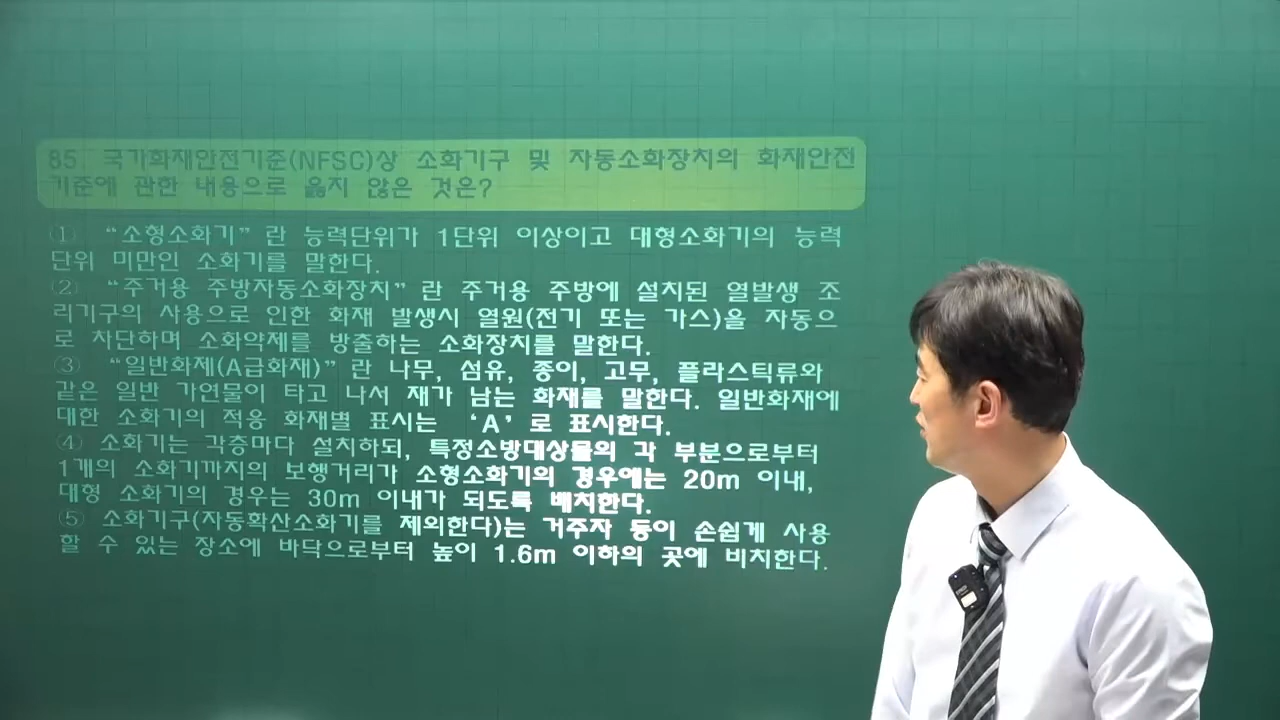 85. 국가화재안전기준(NFSC)상 소화기구 및 자동소화장치의 화재안전
기준에 관한 내용으로 옳지 않은 것은?
① “소형소화기” 란 능력단위가 1단위 이상이고 대형소화기의 능력
단위 미만인 소화기를 말한다.
② “주거용 주방자동소화장치” 란 주거용 주방에 설치된 열발생 조
리기구의 사용으로 인한 화재 발생시 열원(전기 또는 가스)을 자동으
로 차단하며 소화약제를 방출하는 소화장치를 말한다.
③ “일반화제(A급화재)” 란 나무, 섬유, 종이, 고무, 플라스틱류와
같은 일반 가연물이 타고 나서 재가 남는 화재를 말한다. 일반화재에
대한 소화기의 적응 화재별 표시는 ‘A’ 로 표시한다.
④ 소화기는 각층마다 설치하되, 특정소방대상물의 각 부분으로부터
1개의 소화기까지의 보행거리가 소형소화기의 경우에는 20m 이내,
대형 소화기의 경우는 30m 이내가 되도록 배치한다.
⑤ 소화기구(자동확산소화기를 제외한다)는 거주자 등이 손쉽게 사용
할 수 있는 장소에 바닥으로부터 높이 1.6m 이하의 곳에 비치한다.